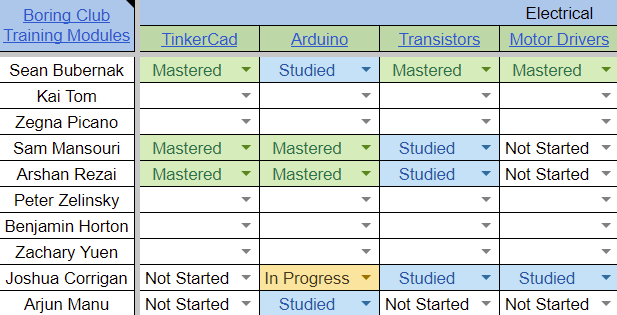 Boring Club Training Modules Electrical
TinkerCad Arduino Transistors Motor Drivers
Sean Bubernak Mastered Studied Mastered Mastered
Kai Tom
Zegna Picano
Sam Mansouri Mastered Mastered Studied Not Started
Arshan Rezai Mastered Mastered Studied Not Started
Peter Zelinsky
Benjamin Horton
Zachary Yuen
Joshua Corrigan Not Started In Progress Studied Studied
Arjun Manu Not Started Studied Not Started Not Started